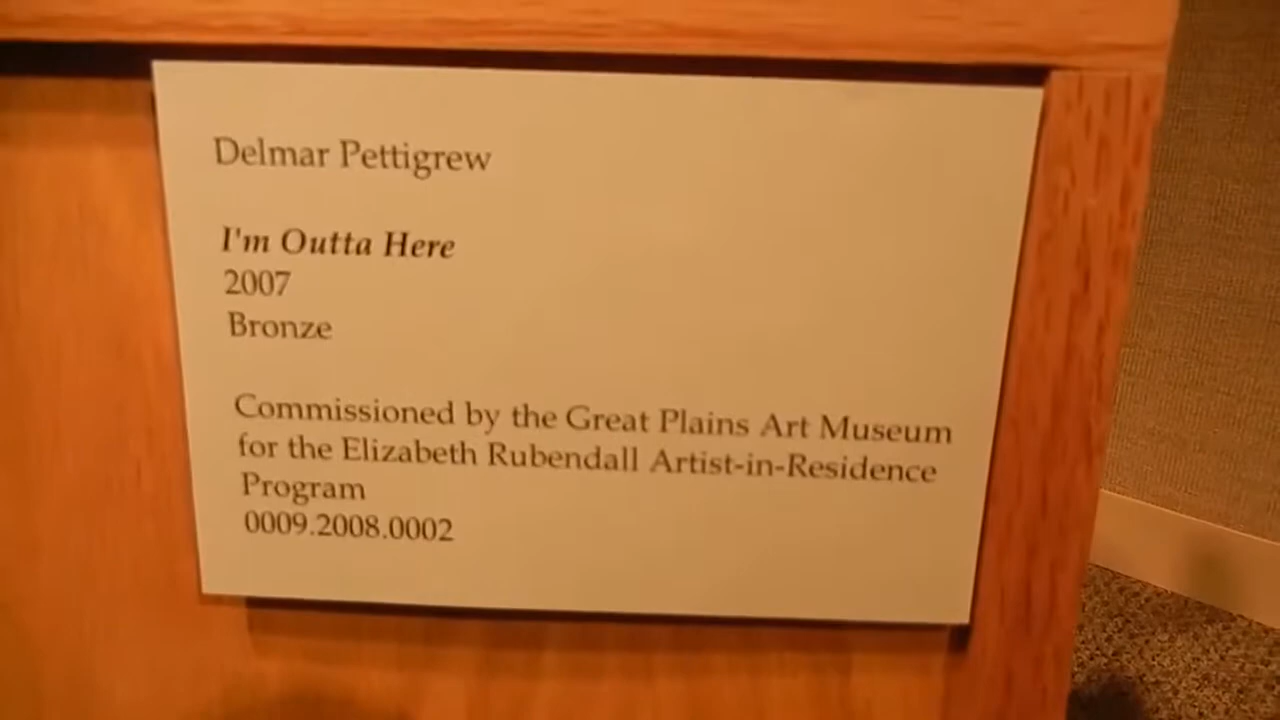 Delmar Pettigrew
I'm Outta Here
2007
Bronze
Commissioned by the Great Plains Art Museum
for the Elizabeth Rubendall Artist-in-Residence
Program
0009.2008.0002